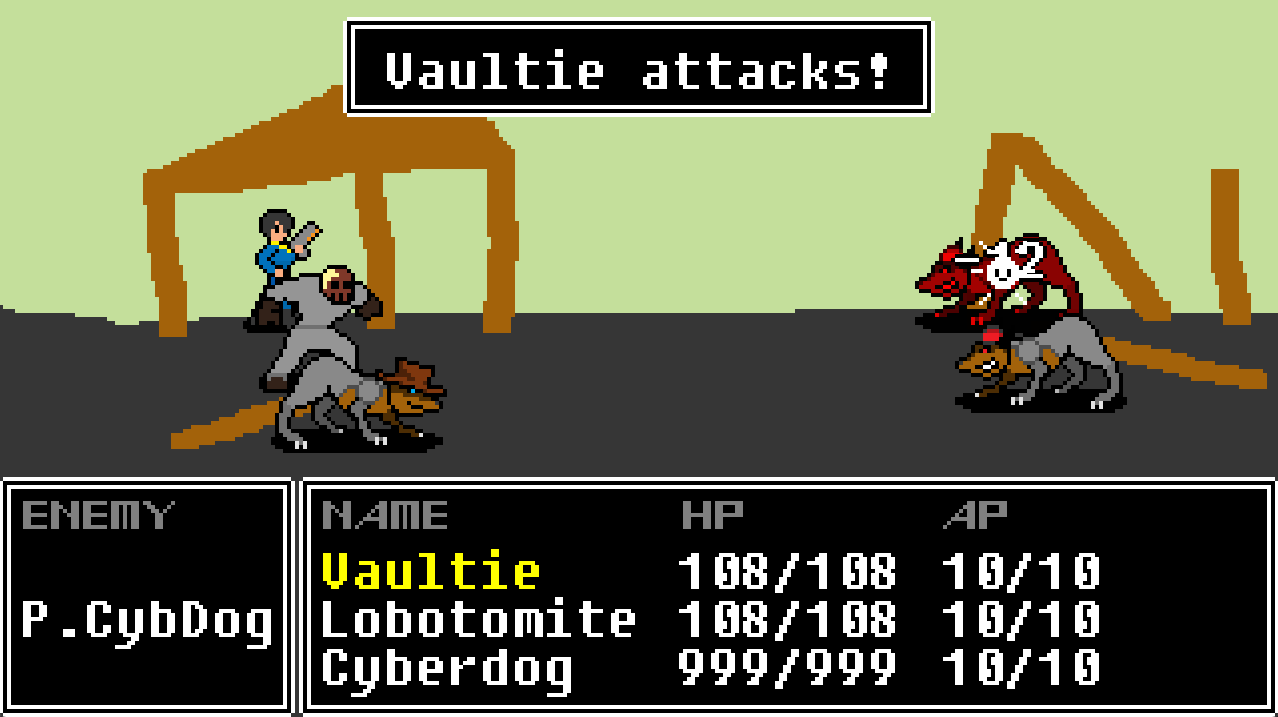 Vaultie attacks!
2
ENEMY
P.CybDog
NAME HP AP
Vaultie 108/108 10/10
Lobotomite 108/108 10/10
Cyberdog 999/999 10/10